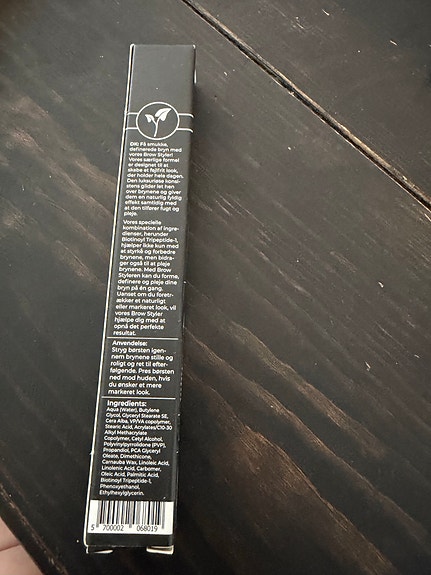 DK: Få smukke,
definerede bryn med
vores Brow Styler!
Vores særlige formel
er designet til at
skabe et fejlfrit look,
der holder hele dagen.
Den luksuriøse konsi-
stens glider let hen
over brynene og giver
dem en naturlig fyldig
effekt samtidig med
at den tilfører fugt og
pleje.
Vores specielle
kombination af ingre-
dienser, herunder
Biotinoyl Tripeptide-1,
hjælper ikke kun med
at styrke og forbedre
brynene, men bidra-
ger også til at pleje
brynene. Med Brow
Styleren kan du forme,
definere og pleje dine
bryn på én gang.
Uanset om du foretr-
ækker et naturligt
eller markeret look, vil
vores Brow Styler
hjælpe dig med at
opnå det perfekte
resultat.
Anvendelse:
Stryg børsten igen-
nem brynene stille og
roligt og ret til efter-
følgende. Pres børsten
ned mod huden, hvis
du ønsker et mere
markeret look.
Ingredients:
Aqua (Water), Butylene
Glycol, Glyceryl Stearate SE,
Cera Alba, VP/VA copolymer,
Stearic Acid, Acrylates/C10-30
Alkyl Methacrylate
Copolymer, Cetyl Alcohol,
Polyvinylpyrrolidone (PVP),
Propandiol, PCA Glyceryl
Oleate, Dimethicone,
Carnauba Wax, Linoleic Acid,
Linolenic Acid, Carbomer,
Oleic Acid, Palmitic Acid,
Biotinoyl Tripeptide-1,
Phenoxyethanol,
Ethylhexylglycerin.
5 700002 068019